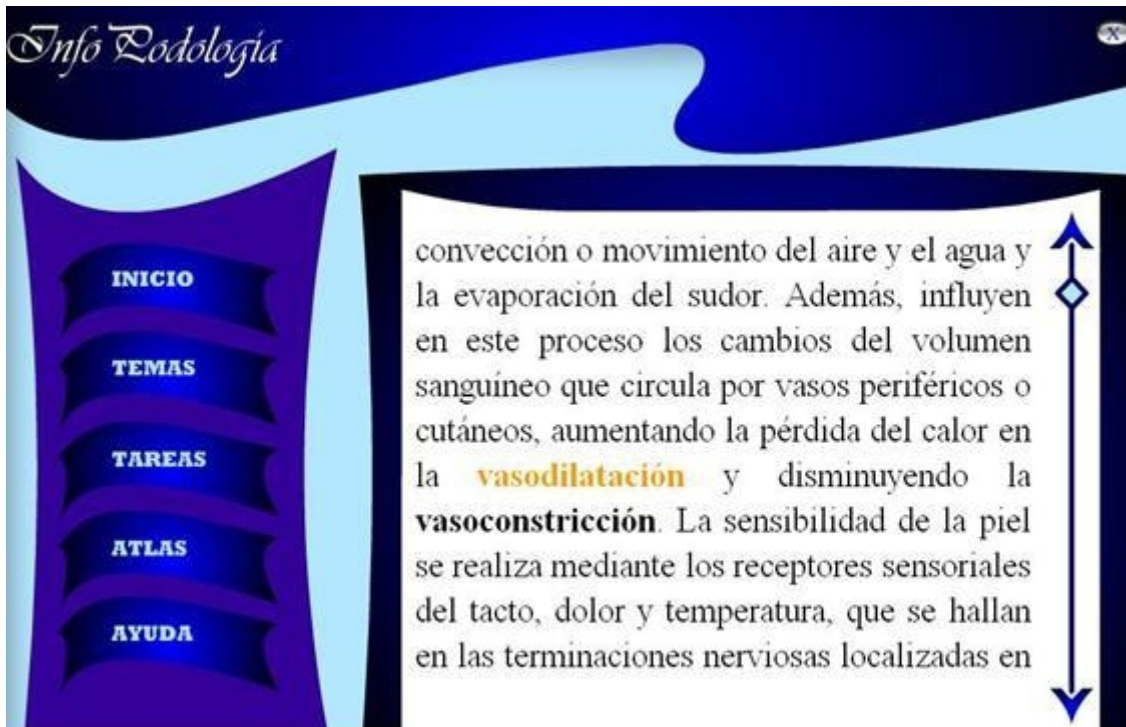 Info Podología
X
INICIO
TEMAS
TAREAS
ATLAS
AYUDA
convección o movimiento del aire y el agua y
la evaporación del sudor. Además, influyen
en este proceso los cambios del volumen
sanguíneo que circula por vasos periféricos o
cutáneos, aumentando la pérdida del calor en
la vasodilatación y disminuyendo la
vasoconstricción. La sensibilidad de la piel
se realiza mediante los receptores sensoriales
del tacto, dolor y temperatura, que se hallan
en las terminaciones nerviosas localizadas en